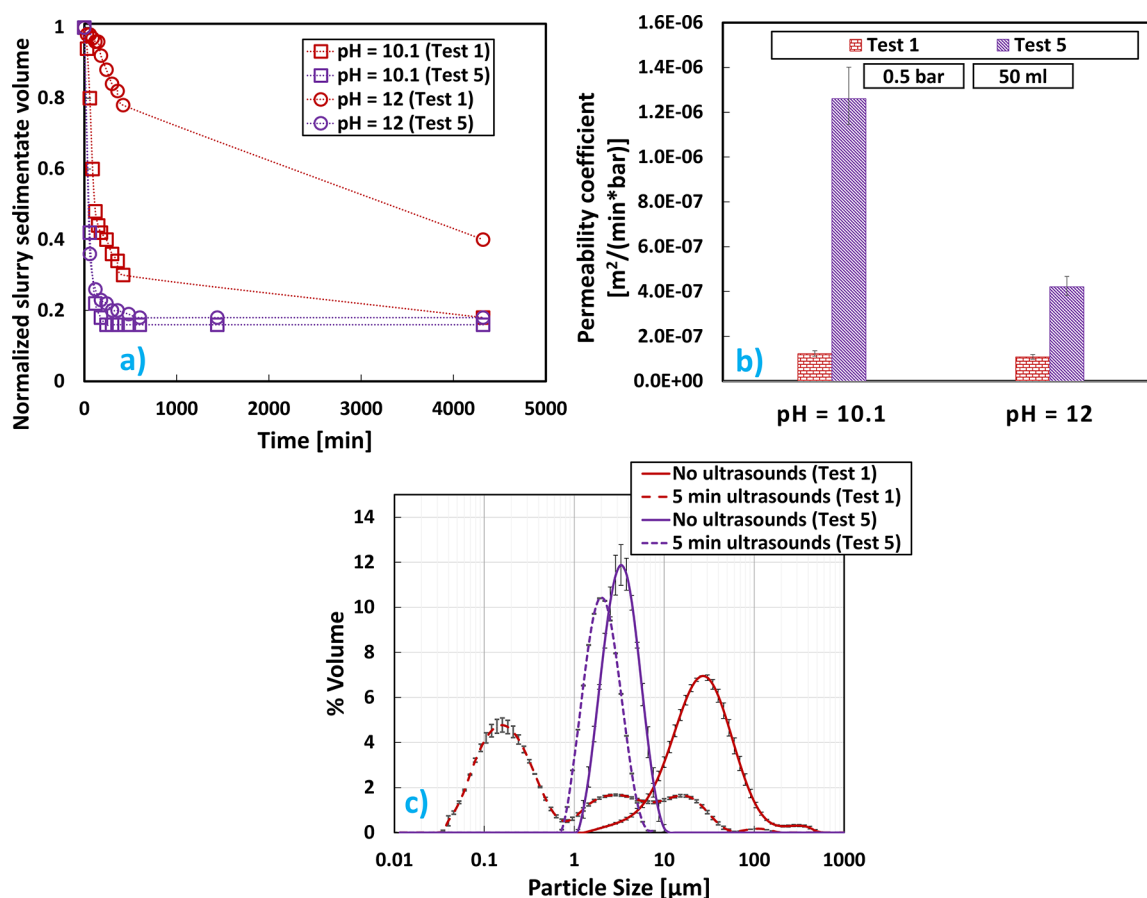 Normalized slurry sedimentate volume
1
0.8
0.6
0.4
0.2
0
pH = 10.1 (Test 1)
pH = 10.1 (Test 5)
pH = 12 (Test 1)
pH = 12 (Test 5)
a)
0 1000 2000 3000 4000 5000
Time [min]
Permeability coefficient
[m²/(min*bar)]
1.6E-06
1.4E-06
1.2E-06
1.0E-06
8.0E-07
6.0E-07
4.0E-07
2.0E-07
0.0E+00
Test 1 Test 5
0.5 bar 50 ml
b)
pH = 10.1 pH = 12
No ultrasounds (Test 1)
5 min ultrasounds (Test 1)
No ultrasounds (Test 5)
5 min ultrasounds (Test 5)
% Volume
14
12
10
8
6
4
2
0
c)
0.01 0.1 1 10 100 1000
Particle Size [µm]